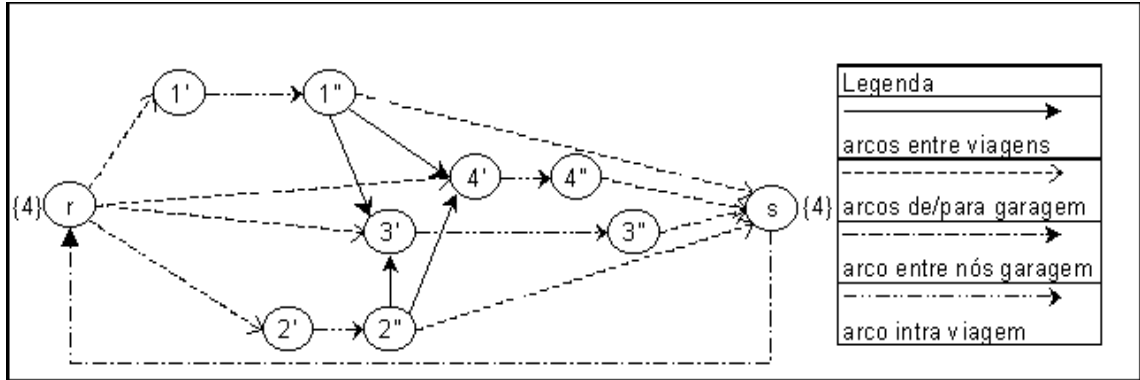 1'
1"
4'
4"
{4} r
s {4}
3'
3"
2'
2"
Legenda
arcos entre viagens
arcos de/para garagem
arco entre nós garagem
arco intra viagem